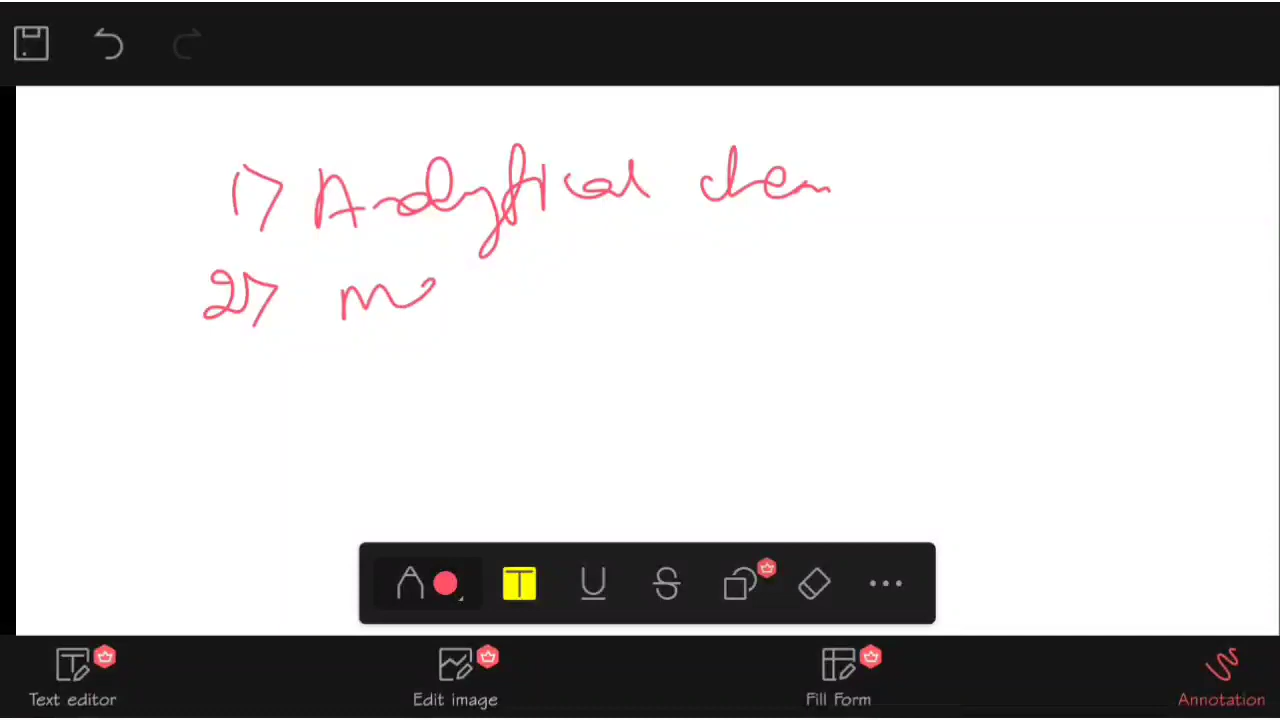 1) Analytical chem
2) m
T U S
Text editor Edit image Fill Form Annotation